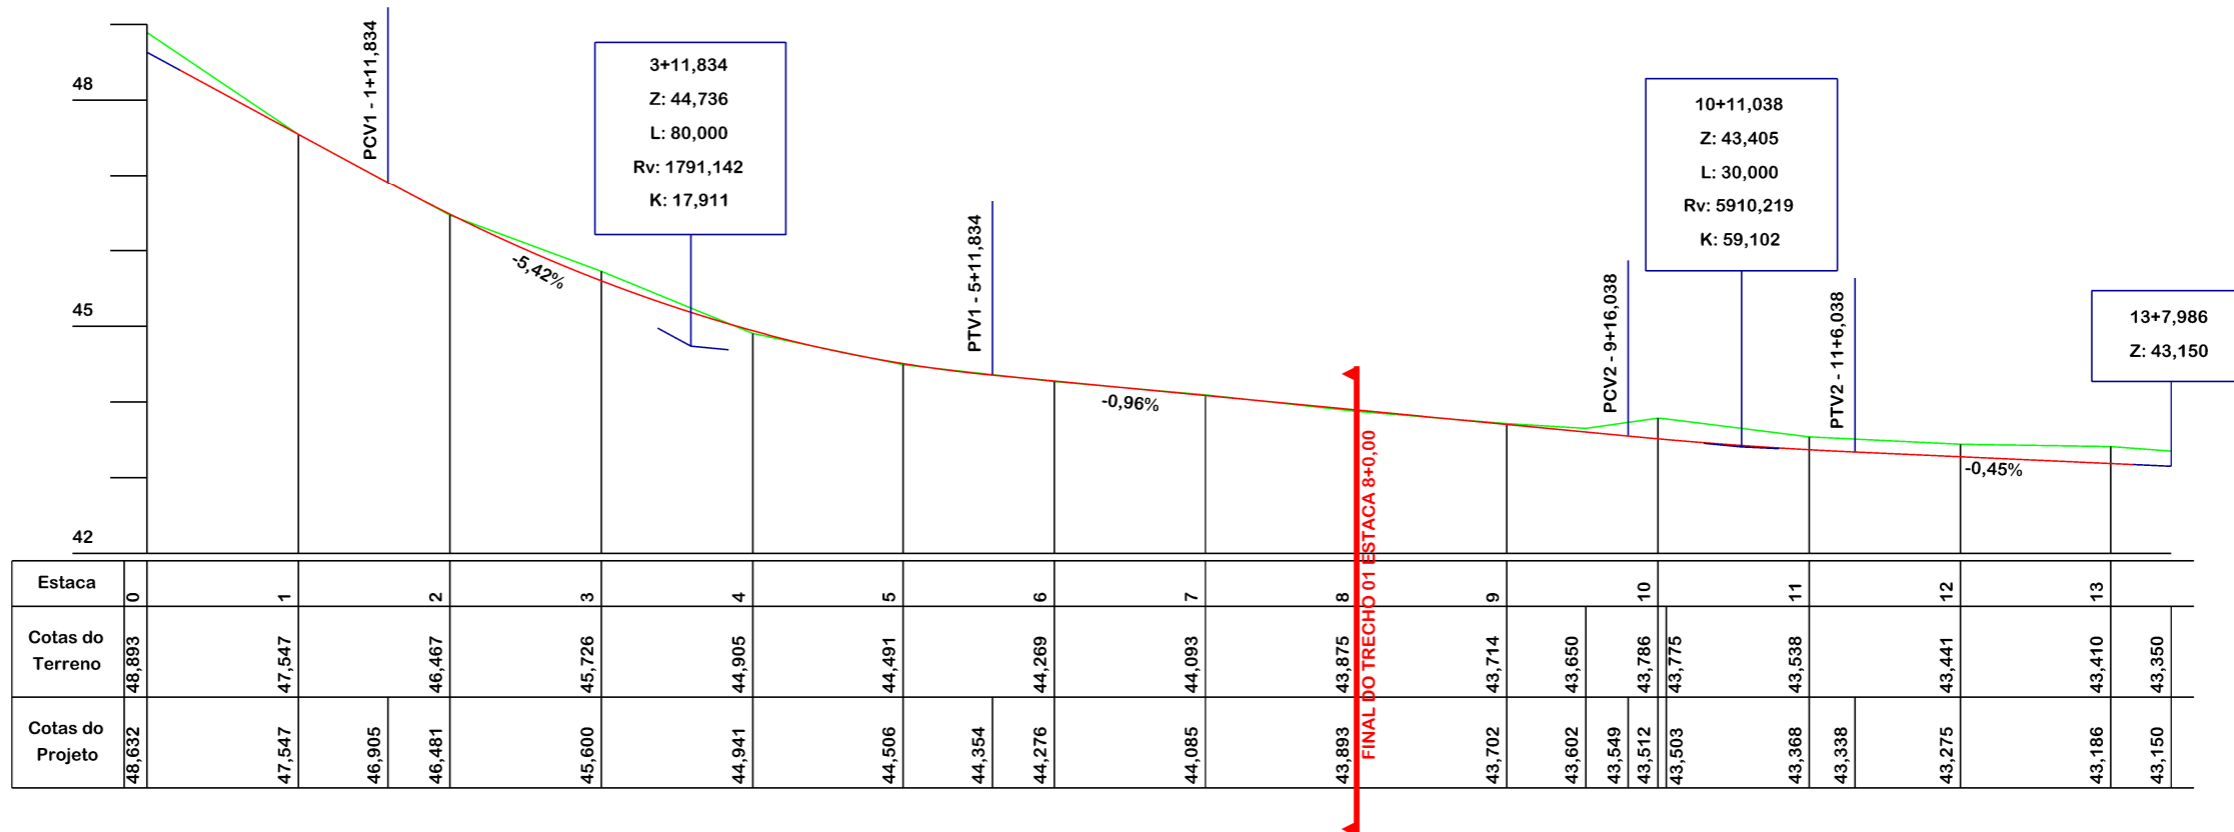 48
45
42
PCV1 - 1+11,834
3+11,834
Z: 44,736
L: 80,000
Rv: 1791,142
K: 17,911
-5,42%
PTV1 - 5+11,834
-0,96%
FINAL DO TRECHO 01 ESTACA 8+0,00
PCV2 - 9+16,038
10+11,038
Z: 43,405
L: 30,000
Rv: 5910,219
K: 59,102
PTV2 - 11+6,038
-0,45%
13+7,986
Z: 43,150
Estaca 0 1 2 3 4 5 6 7 8 9 10 11 12 13
Cotas do
Terreno
48,893 47,547 46,467 45,726 44,905 44,491 44,269 44,093 43,875 43,714 43,650 43,786 43,775 43,538 43,441 43,410 43,350
Cotas do
Projeto
48,632 47,547 46,905 46,481 45,600 44,941 44,506 44,354 44,276 44,085 43,893 43,702 43,602 43,549 43,512 43,503 43,368 43,338 43,275 43,186 43,150